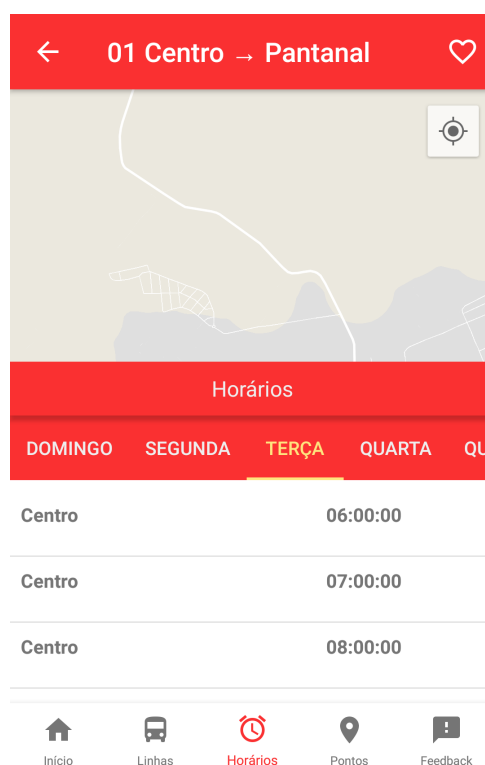 01 Centro → Pantanal
Horários
DOMINGO SEGUNDA TERÇA QUARTA QU
Centro 06:00:00
Centro 07:00:00
Centro 08:00:00
Início Linhas Horários Pontos Feedback